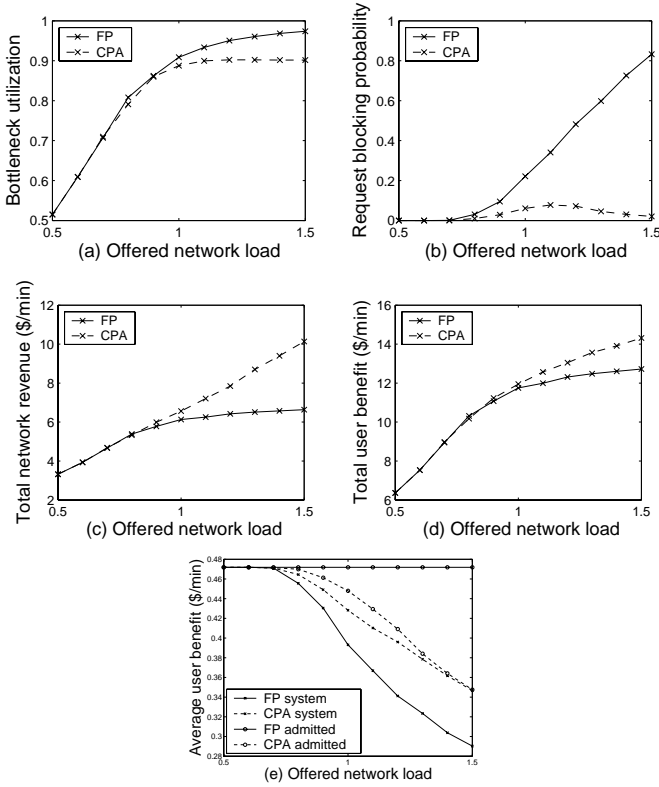 Bottleneck utilization
1
0.9
0.8
0.7
0.6
0.5
FP
CPA
0.5
1
1.5
(a) Offered network load
Request blocking probability
1
0.8
0.6
0.4
0.2
0
FP
CPA
0.5
1
1.5
(b) Offered network load
Total network revenue ($/min)
12
10
8
6
4
2
FP
CPA
0.5
1
1.5
(c) Offered network load
Total user benefit ($/min)
16
14
12
10
8
6
FP
CPA
0.5
1
1.5
(d) Offered network load
Average user benefit ($/min)
0.48
0.46
0.44
0.42
0.4
0.38
0.36
0.34
0.32
0.3
0.28
FP system
CPA system
FP admitted
CPA admitted
0.5
1
1.5
(e) Offered network load